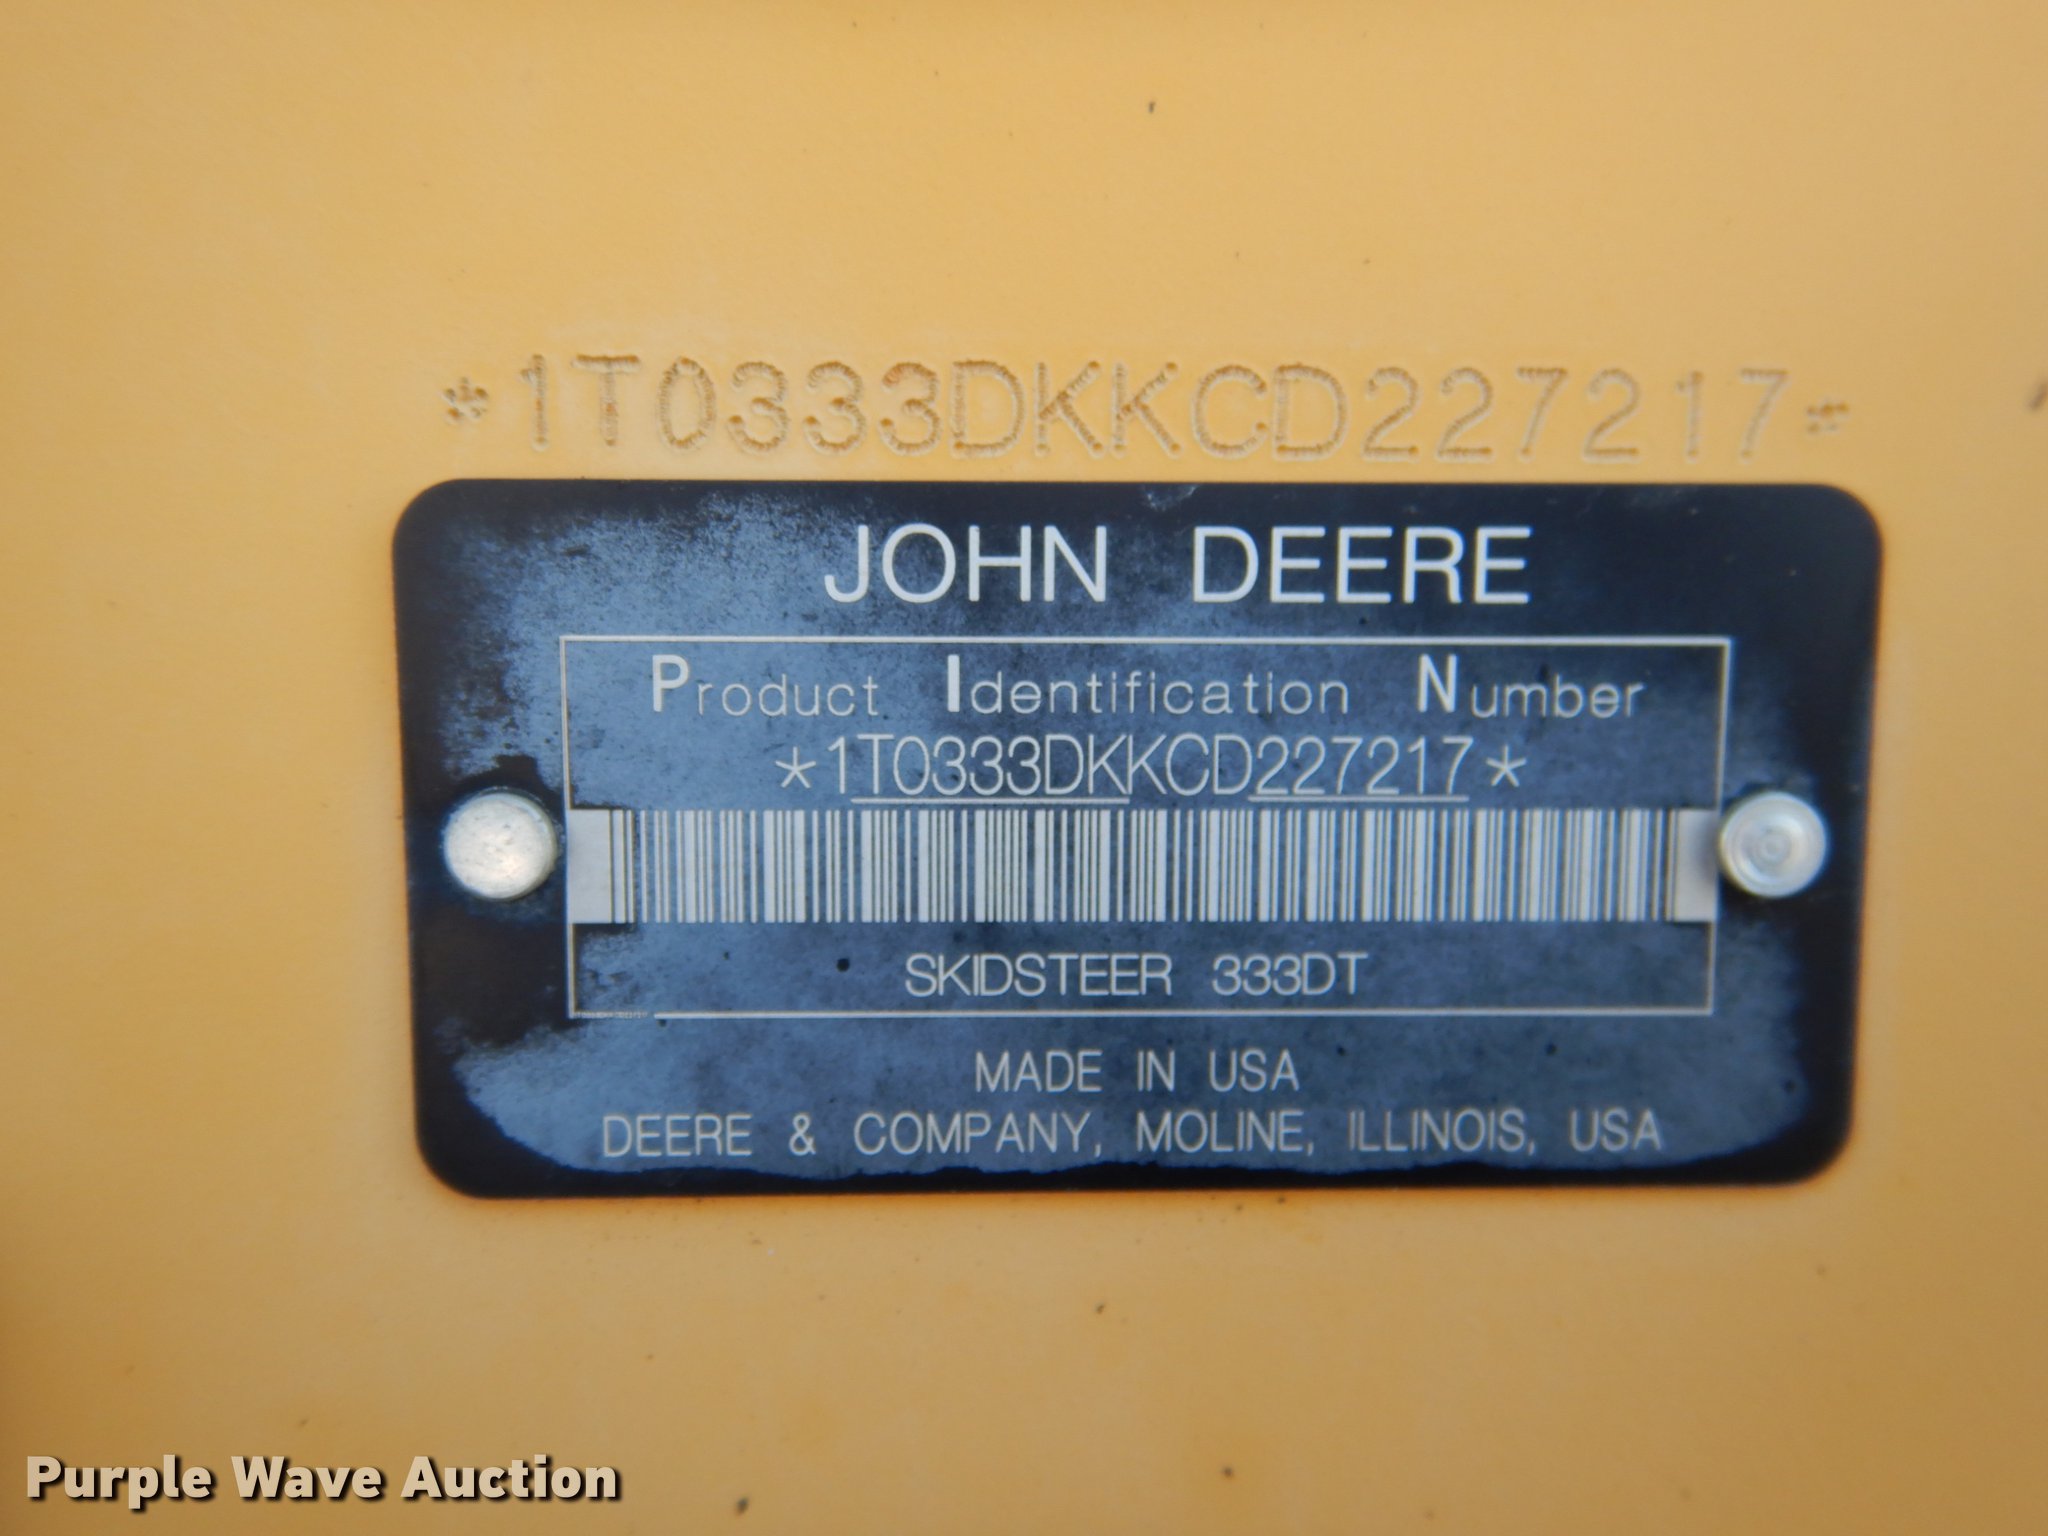 *1T0333DKKCD227217*
JOHN DEERE
Product Identification Number
*1T0333DKKCD227217*
SKIDSTEER 333DT
MADE IN USA
DEERE & COMPANY, MOLINE, ILLINOIS, USA
Purple Wave Auction